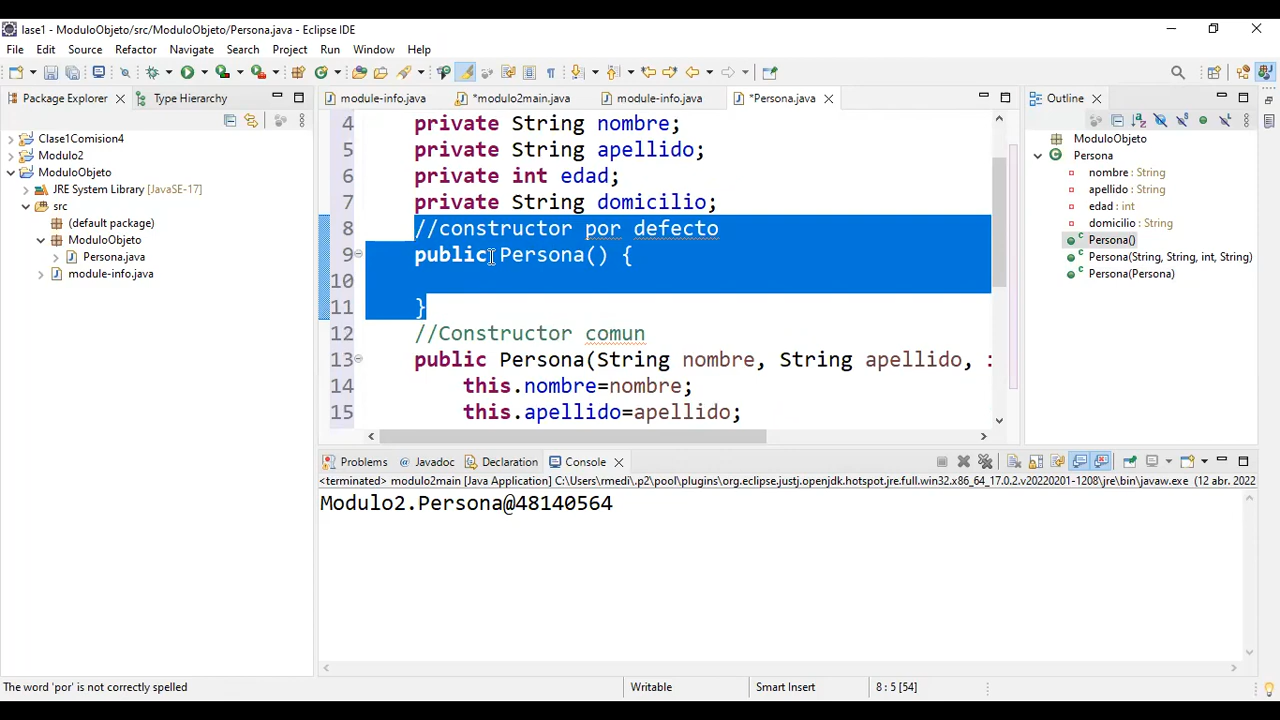 lase1 - ModuloObjeto/src/ModuloObjeto/Persona.java - Eclipse IDE
File Edit Source Refactor Navigate Search Project Run Window Help
Package Explorer Type Hierarchy
Clase1Comision4
Modulo2
ModuloObjeto
JRE System Library [JavaSE-17]
src
(default package)
ModuloObjeto
Persona.java
module-info.java
module-info.java *modulo2main.java module-info.java *Persona.java
4 private String nombre;
5 private String apellido;
6 private int edad;
7 private String domicilio;
8 //constructor por defecto
9 public Persona() {
10
11 }
12 //Constructor comun
13 public Persona(String nombre, String apellido,
14 this.nombre=nombre;
15 this.apellido=apellido;
Outline
ModuloObjeto
Persona
nombre : String
apellido : String
edad : int
domicilio : String
Persona()
Persona(String, String, int, String)
Persona(Persona)
Problems Javadoc Declaration Console
<terminated> modulo2main [Java Application] C:\Users\rmedi\.p2\pool\plugins\org.eclipse.justj.openjdk.hotspot.jre.full.win32.x86_64_17.0.2.v20220201-1208\jre\bin\javaw.exe (12 abr. 2022
Modulo2.Persona@48140564
The word 'por' is not correctly spelled Writable Smart Insert 8 : 5 [54]